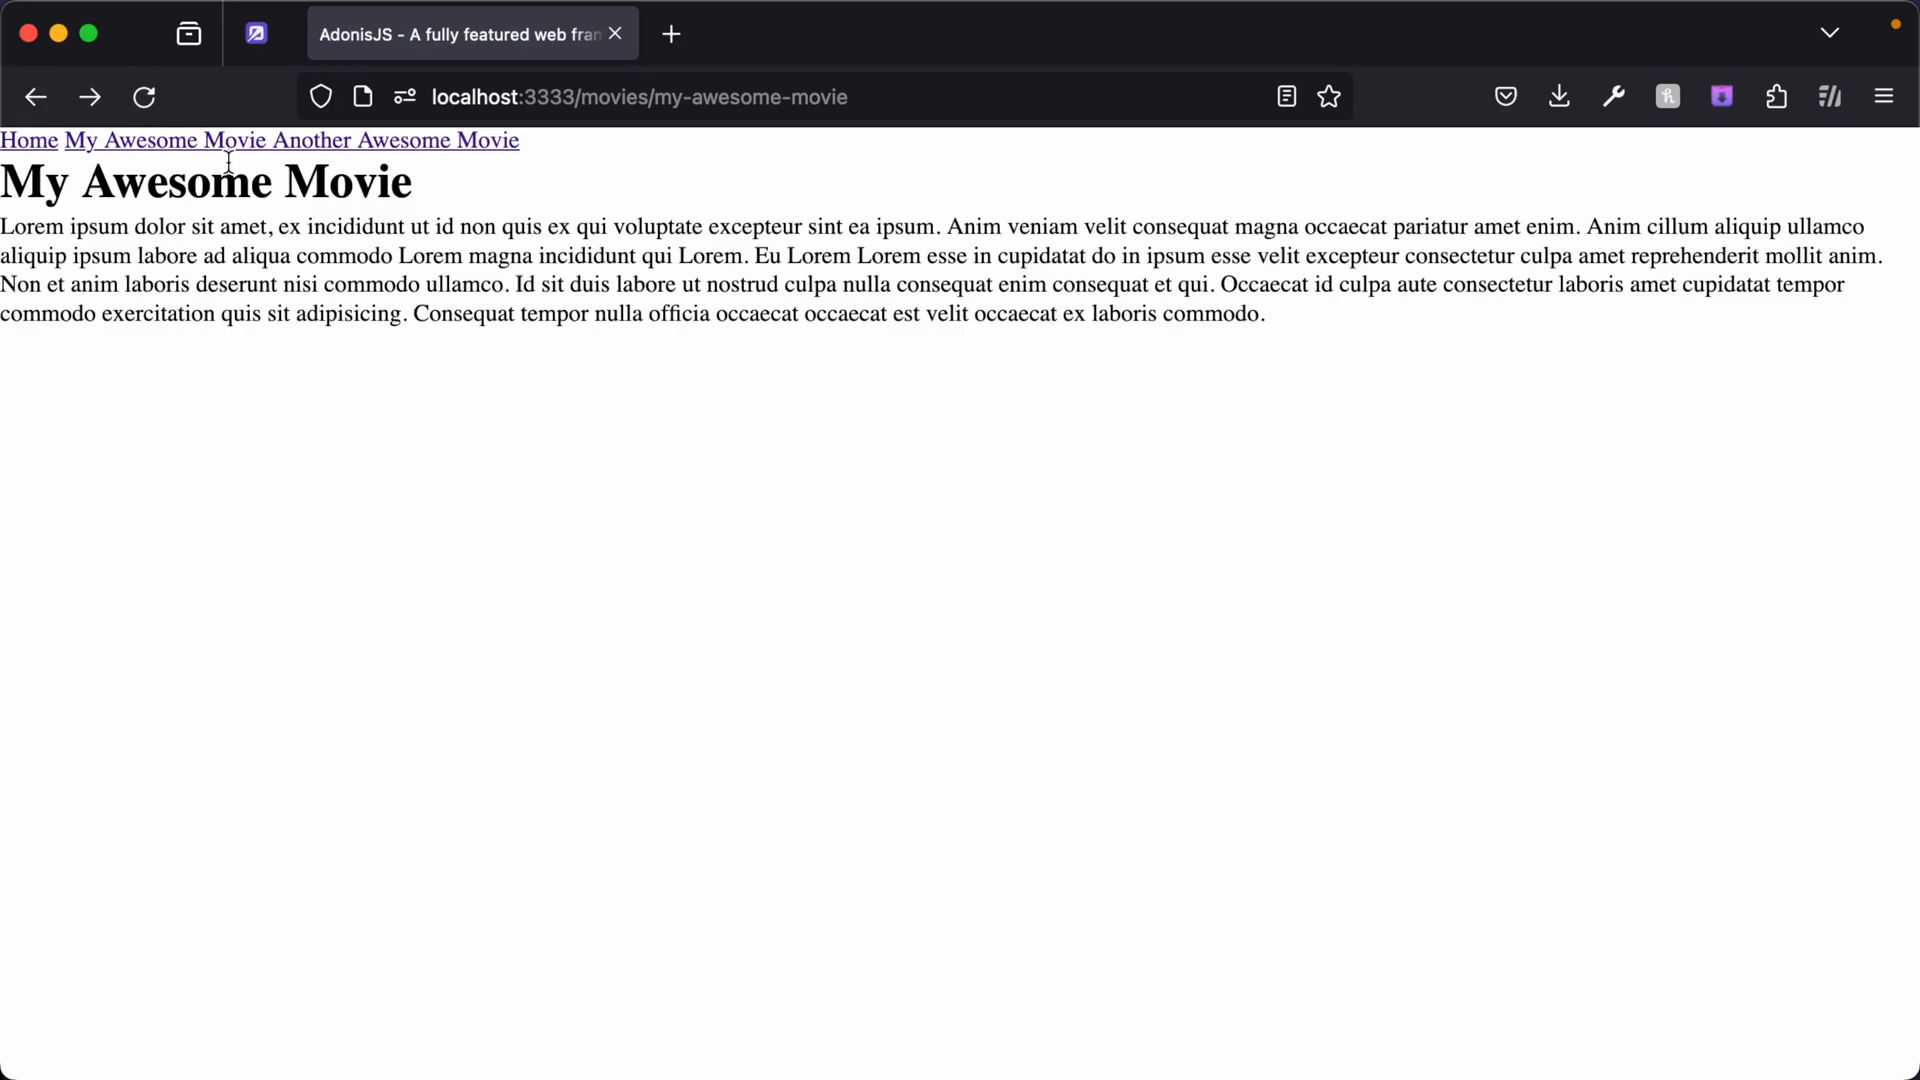 AdonisJS - A fully featured web fran
localhost:3333/movies/my-awesome-movie
Home My Awesome Movie Another Awesome Movie
My Awesome Movie
Lorem ipsum dolor sit amet, ex incididunt ut id non quis ex qui voluptate excepteur sint ea ipsum. Anim veniam velit consequat magna occaecat pariatur amet enim. Anim cillum aliquip ullamco
aliquip ipsum labore ad aliqua commodo Lorem magna incididunt qui Lorem. Eu Lorem Lorem esse in cupidatat do in ipsum esse velit excepteur consectetur culpa amet reprehenderit mollit anim.
Non et anim laboris deserunt nisi commodo ullamco. Id sit duis labore ut nostrud culpa nulla consequat enim consequat et qui. Occaecat id culpa aute consectetur laboris amet cupidatat tempor
commodo exercitation quis sit adipisicing. Consequat tempor nulla officia occaecat occaecat est velit occaecat ex laboris commodo.